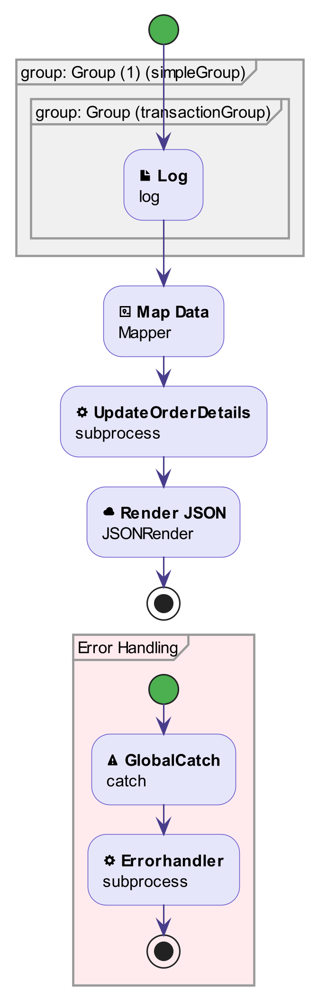 group: Group (1) (simpleGroup)
group: Group (transactionGroup)
Log
log
Map Data
Mapper
UpdateOrderDetails
subprocess
Render JSON
JSONRender
Error Handling
GlobalCatch
catch
Errorhandler
subprocess